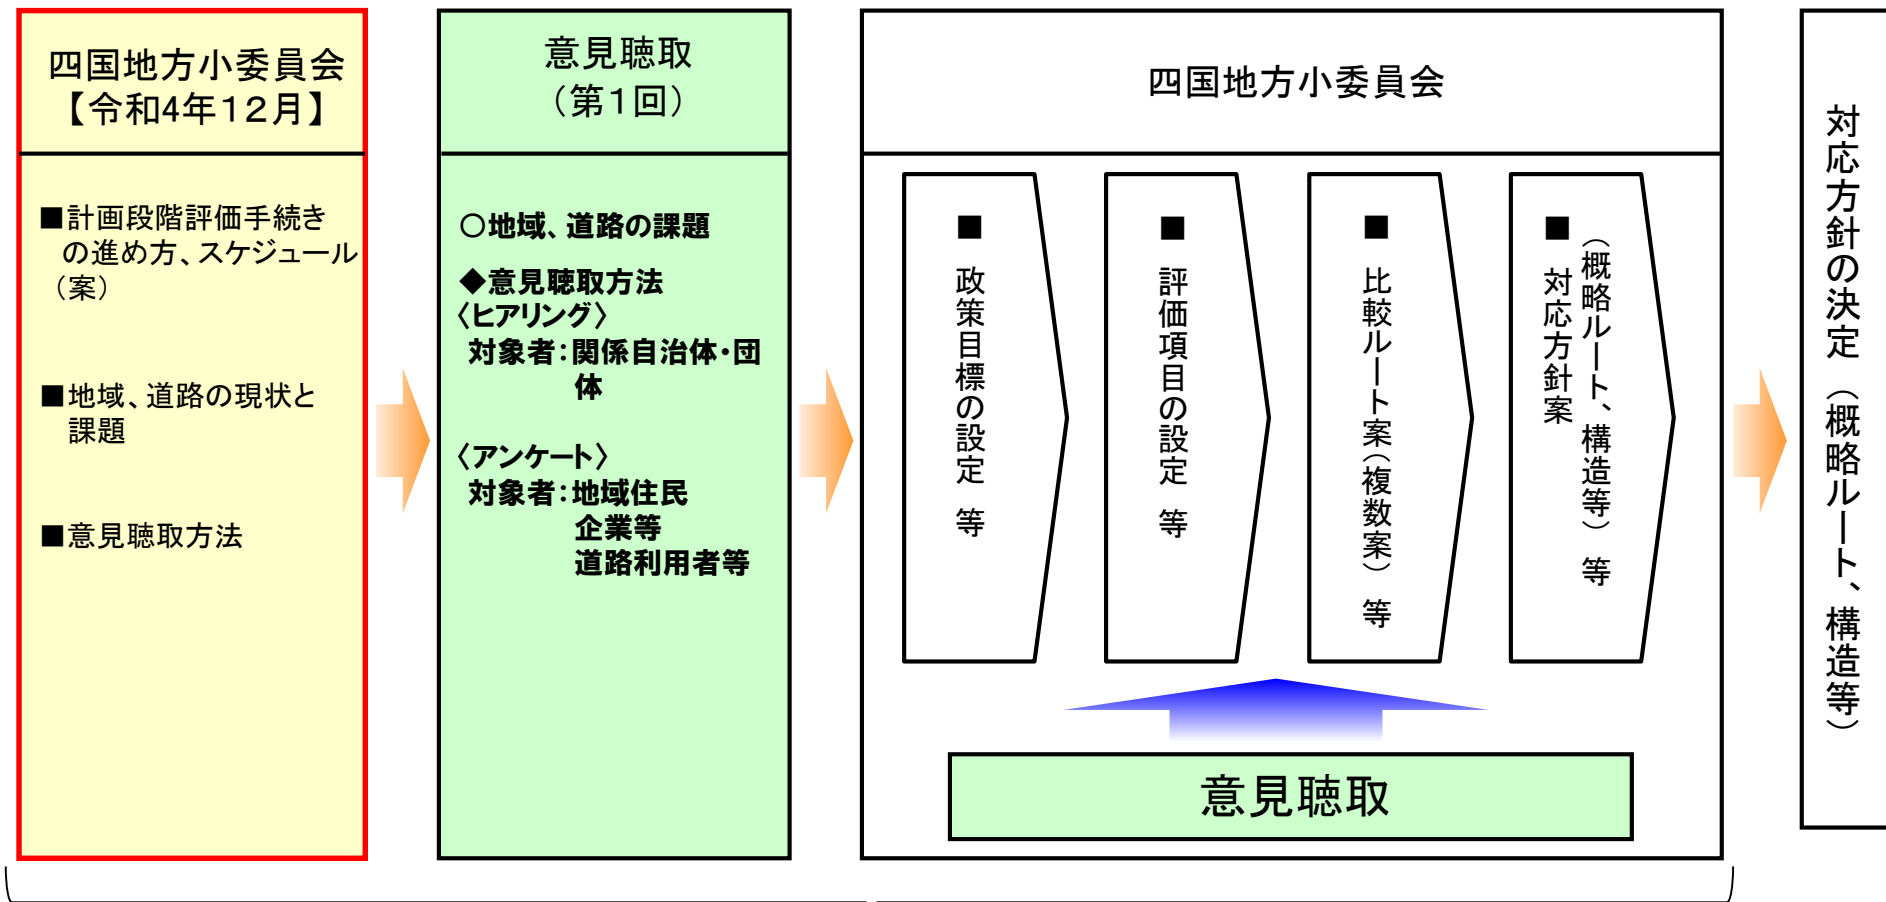 四国地方小委員会
【令和4年１２月】
■計画段階評価手続き
の進め方、スケジュール
（案）
■地域、道路の現状と
課題
■意見聴取方法
意見聴取
（第１回）
○地域、道路の課題
◆意見聴取方法
〈ヒアリング〉
対象者：関係自治体・団
体
〈アンケート〉
対象者：地域住民
企業等
道路利用者等
四国地方小委員会
■ 政策目標の設定 等
■ 評価項目の設定 等
■ 比較ルート案（複数案） 等
■ 対応方針案
（概略ルート、構造等） 等
意見聴取
対応方針の決定（概略ルート、構造等）